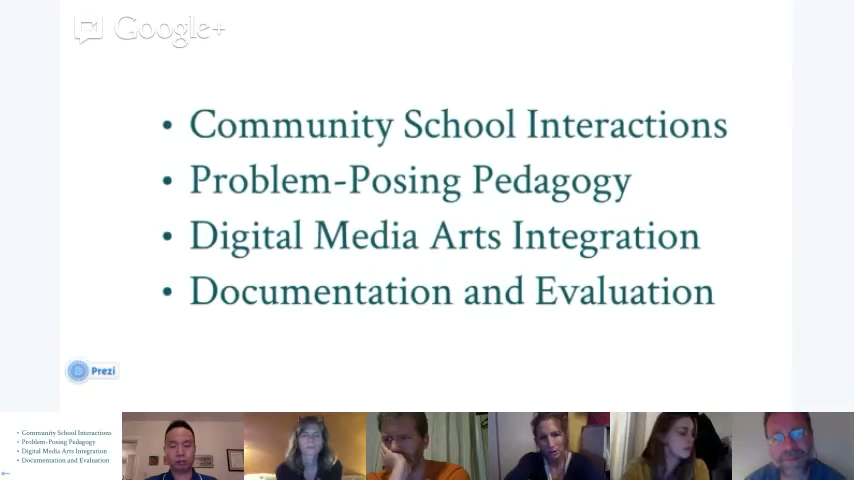 Google+
• Community School Interactions
• Problem-Posing Pedagogy
• Digital Media Arts Integration
• Documentation and Evaluation
Prezi
• Community School Interactions
• Problem-Posing Pedagogy
• Digital Media Arts Integration
• Documentation and Evaluation